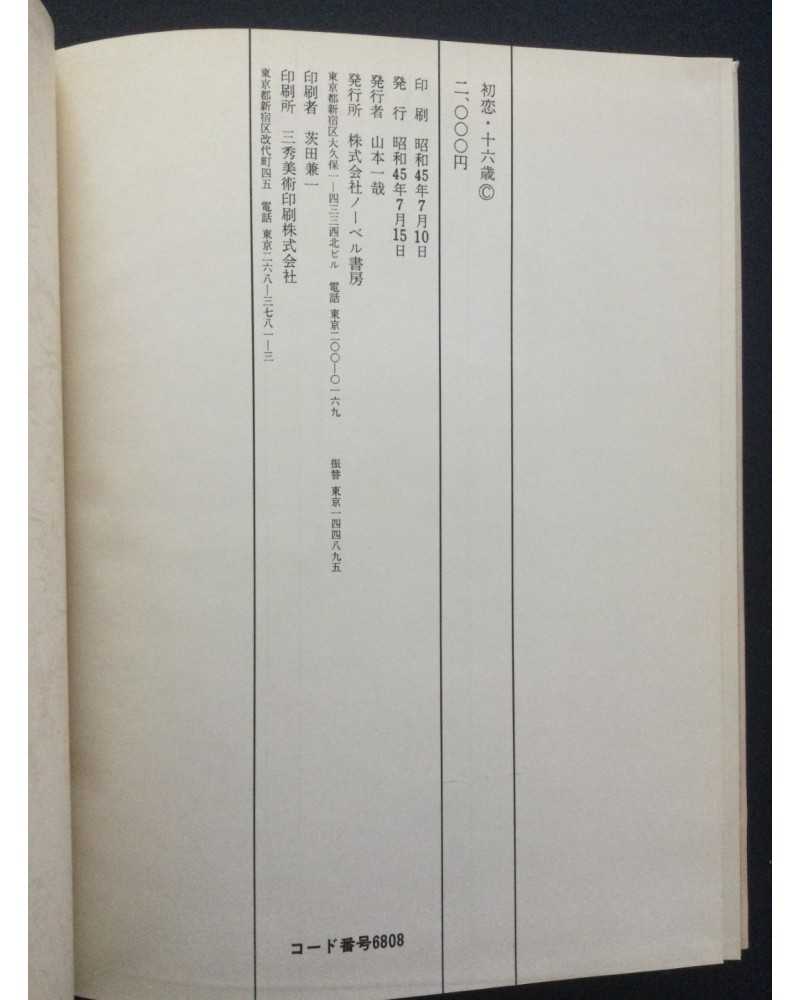 初恋・十六歳 ©
二、〇〇〇円
印刷 昭和45年7月10日
発行 昭和45年7月15日
発行者 山本一哉
発行所 株式会社ノーベル書房
東京都新宿区大久保一—四三三西北ビル 電話 東京二〇〇—〇一六九 振替 東京一四四八九五
印刷者 茨田兼一
印刷所 三秀美術印刷株式会社
東京都新宿区改代町四五 電話 東京二六八—三七八一—三
コード番号6808